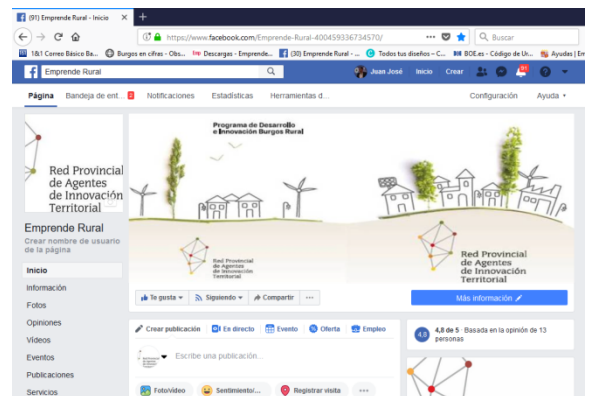 (91) Emprende Rural - Inicio
https://www.facebook.com/Emprende-Rural-400459336734570/
Buscar
1&1 Correo Básico Ba...
Burgos en cifras - Obs...
Descargas - Emprende...
(30) Emprende Rural - ...
Todos tus diseños – C...
BOE.es - Código de Ur...
Ayudas | Em
Emprende Rural
Juan José
Inicio
Crear
91
Página
Bandeja de ent...
2
Notificaciones
Estadísticas
Herramientas d...
Configuración
Ayuda
Red Provincial
de Agentes
de Innovación
Territorial
Emprende Rural
Crear nombre de usuario
de la página
Inicio
Información
Fotos
Opiniones
Vídeos
Eventos
Publicaciones
Servicios
Programa de Desarrollo
e Innovación Burgos Rural
Red Provincial
de Agentes
de Innovación
Territorial
Red Provincial
de Agentes
de Innovación
Territorial
Te gusta
Siguiendo
Compartir
Más información
Crear publicación
En directo
Evento
Oferta
Empleo
Escribe una publicación...
Foto/vídeo
Sentimiento/...
Registrar visita
4,8
4,8 de 5 · Basada en la opinión de 13
personas